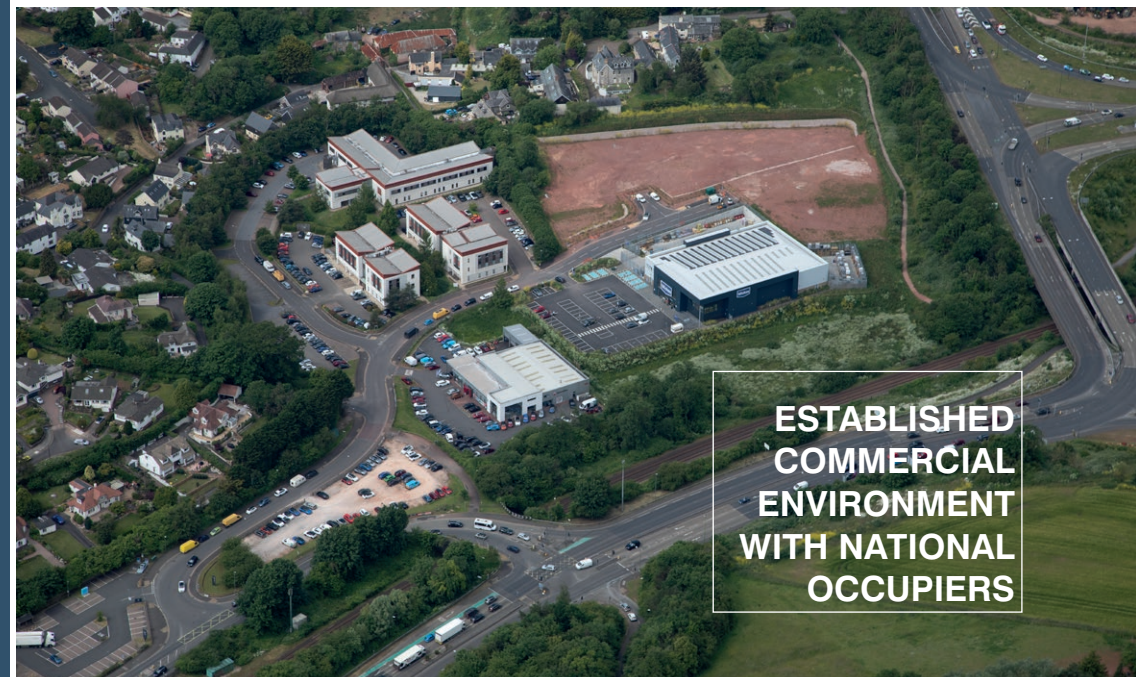 ESTABLISHED
COMMERCIAL
ENVIRONMENT
WITH NATIONAL
OCCUPIERS